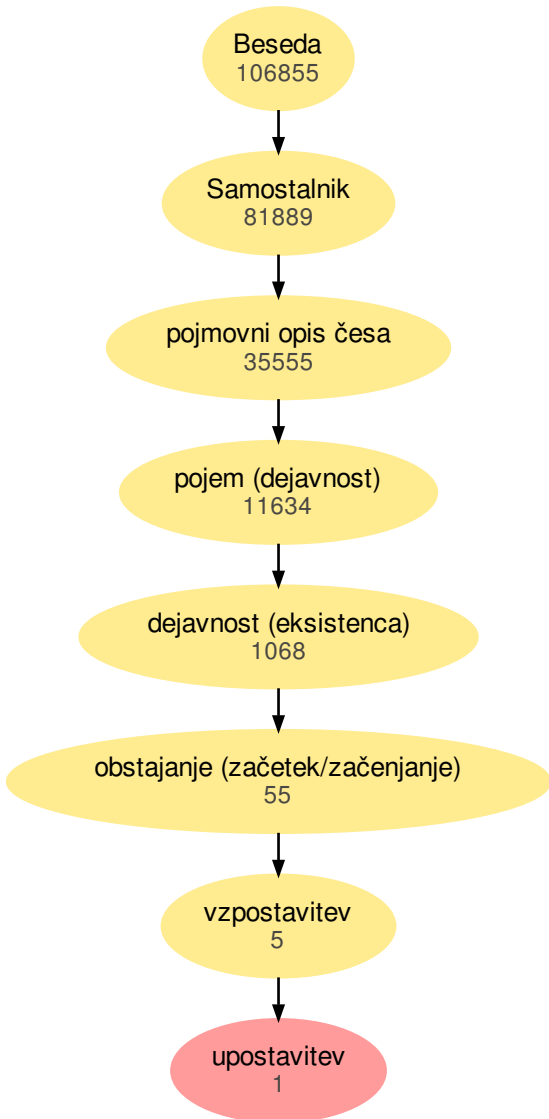 Beseda
106855
Samostalnik
81889
pojmovni opis česa
35555
pojem (dejavnost)
11634
dejavnost (eksistenca)
1068
obstajanje (začetek/začenjanje)
55
vzpostavitev
5
upostavitev
1